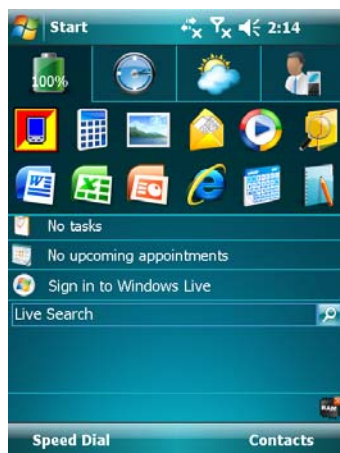 Start 2:14
100%
No tasks
No upcoming appointments
Sign in to Windows Live
Live Search
RAM
Speed Dial Contacts